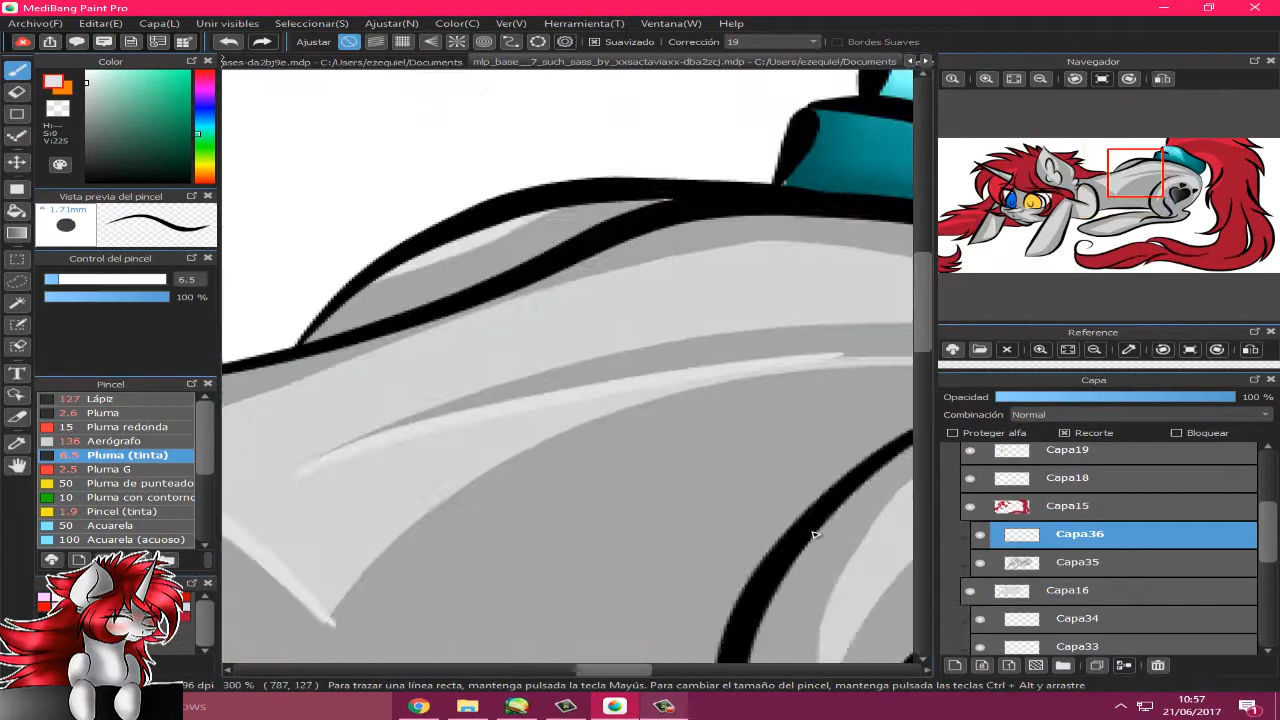 MediBang Paint Pro
Archivo(F) Editar(E) Capa(L) Unir visibles Seleccionar(S) Ajustar(N) Color(C) Ver(V) Herramienta(T) Ventana(W) Help
Ajustar Suavizado Corrección 19 Bordes Suaves
Color
ases-da2bj9e.mdp - C:/Users/ezequiel/Documents mlp_base__7_such_sass_by_xxsactaviaxx-dba2zcj.mdp - C:/Users/ezequiel/Documents
Navegador
H:---
S:0
V:225
Vista previa del pincel
1.71mm
Control del pincel
6.5
100 %
Reference
Pincel
127 Lápiz
2.6 Pluma
15 Pluma redonda
136 Aerógrafo
6.5 Pluma (tinta)
2.5 Pluma G
50 Pluma de punteado
10 Pluma con contorno
1.9 Pincel (tinta)
50 Acuarela
100 Acuarela (acuoso)
Capa
Opacidad 100 %
Combinación Normal
Proteger alfa Recorte Bloquear
Capa19
Capa18
Capa15
Capa36
Capa35
Capa16
Capa34
Capa33
96 dpi 300 % (787, 127) Para trazar una línea recta, mantenga pulsada la tecla Mayús. Para cambiar el tamaño del pincel, mantenga pulsadas las teclas Ctrl + Alt y arrastre
ows
10:57
21/06/2017
1